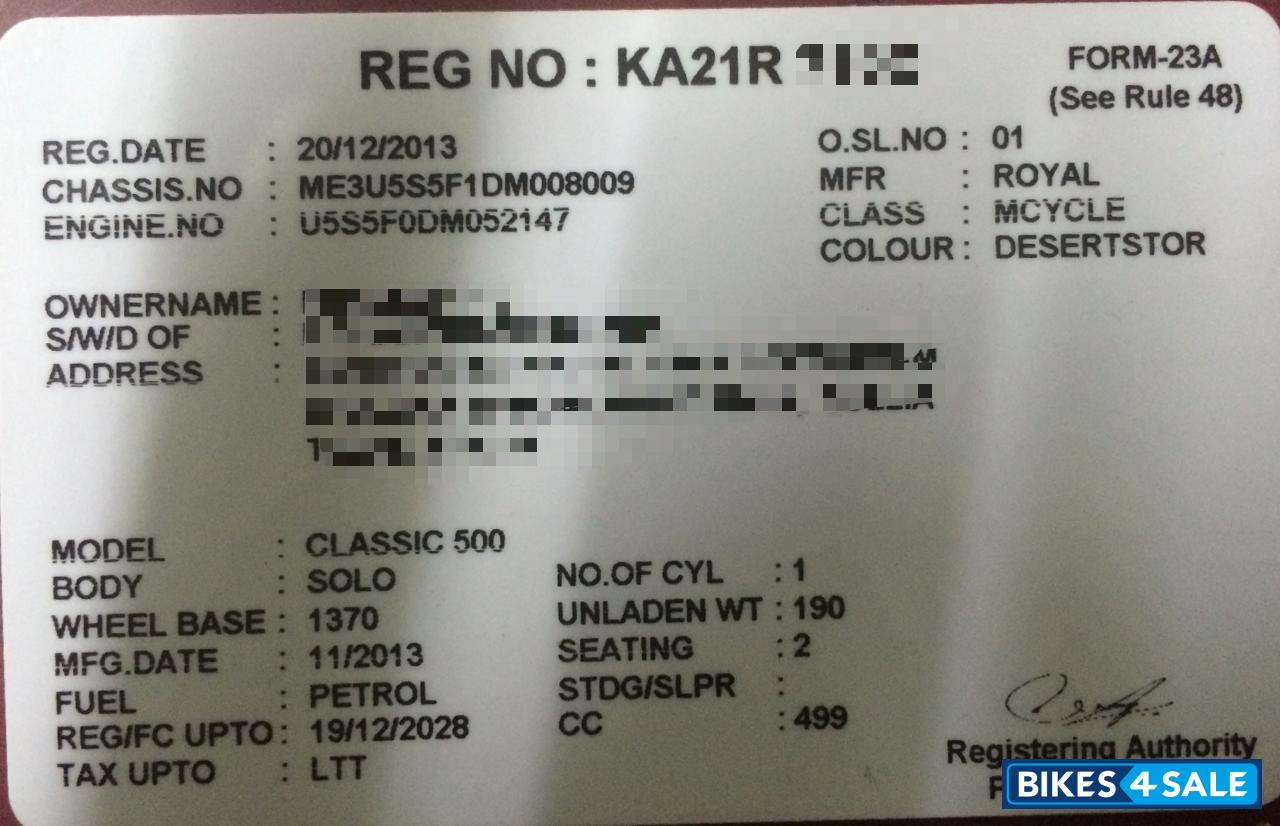 REG NO : KA21R
FORM-23A
(See Rule 48)
REG.DATE : 20/12/2013
CHASSIS.NO : ME3U5S5F1DM008009
ENGINE.NO : U5S5F0DM052147
O.SL.NO : 01
MFR : ROYAL
CLASS : MCYCLE
COLOUR : DESERTSTOR
OWNERNAME :
S/W/D OF :
ADDRESS :
MODEL : CLASSIC 500
BODY : SOLO
WHEEL BASE : 1370
MFG.DATE : 11/2013
FUEL : PETROL
REG/FC UPTO : 19/12/2028
TAX UPTO : LTT
NO.OF CYL : 1
UNLADEN WT : 190
SEATING : 2
STDG/SLPR :
CC : 499
Registering Authority
BIKES4SALE